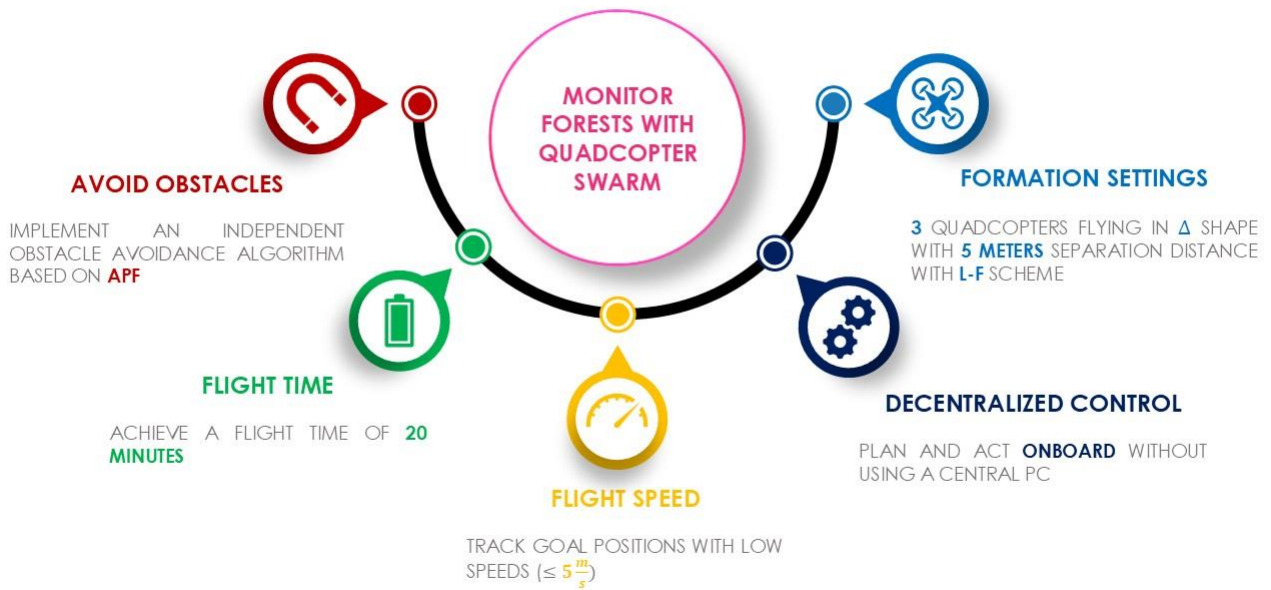 MONITOR
FORESTS WITH
QUADCOPTER
SWARM
AVOID OBSTACLES
IMPLEMENT AN INDEPENDENT
OBSTACLE AVOIDANCE ALGORITHM
BASED ON APF
FLIGHT TIME
ACHIEVE A FLIGHT TIME OF 20
MINUTES
FLIGHT SPEED
TRACK GOAL POSITIONS WITH LOW
SPEEDS (≤ 5 m/s)
DECENTRALIZED CONTROL
PLAN AND ACT ONBOARD WITHOUT
USING A CENTRAL PC
FORMATION SETTINGS
3 QUADCOPTERS FLYING IN Δ SHAPE
WITH 5 METERS SEPARATION DISTANCE
WITH L-F SCHEME